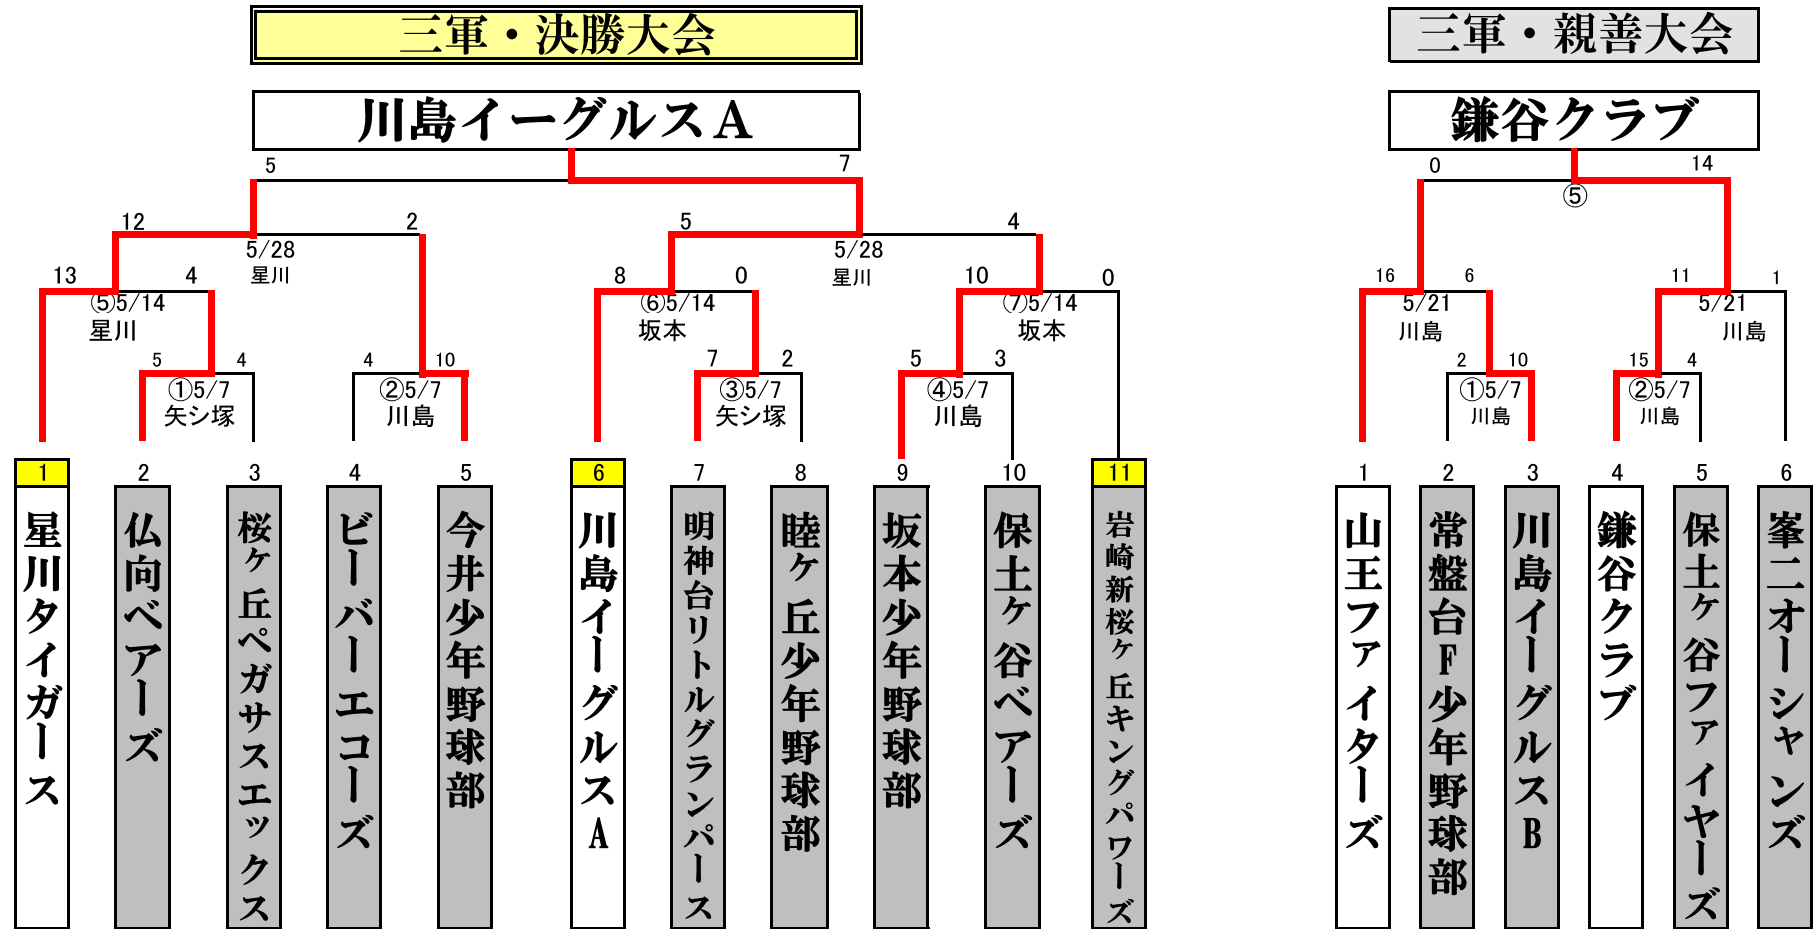 三軍・決勝大会
三軍・親善大会
川島イーグルスA
鎌谷クラブ
5
7
0
14
⑤
12
2
5
4
5/28
星川
5/28
星川
13
4
8
0
10
0
16
6
11
1
⑤5/14
星川
⑥5/14
坂本
⑦5/14
坂本
5/21
川島
5/21
川島
5
4
4
10
7
2
5
3
2
10
15
4
①5/7
矢シ塚
②5/7
川島
③5/7
矢シ塚
④5/7
川島
①5/7
川島
②5/7
川島
1
2
3
4
5
6
7
8
9
10
11
1
2
3
4
5
6
星川タイガース
仏向ベアーズ
桜ヶ丘ペガサスエックス
ビーバーエコーズ
今井少年野球部
川島イーグルスA
明神台リトルグランパース
睦ヶ丘少年野球部
坂本少年野球部
保土ヶ谷ベアーズ
岩崎新桜ヶ丘キングパワーズ
山王ファイターズ
常盤台F少年野球部
川島イーグルスB
鎌谷クラブ
保土ヶ谷ファイヤーズ
峯二オーシャンズ